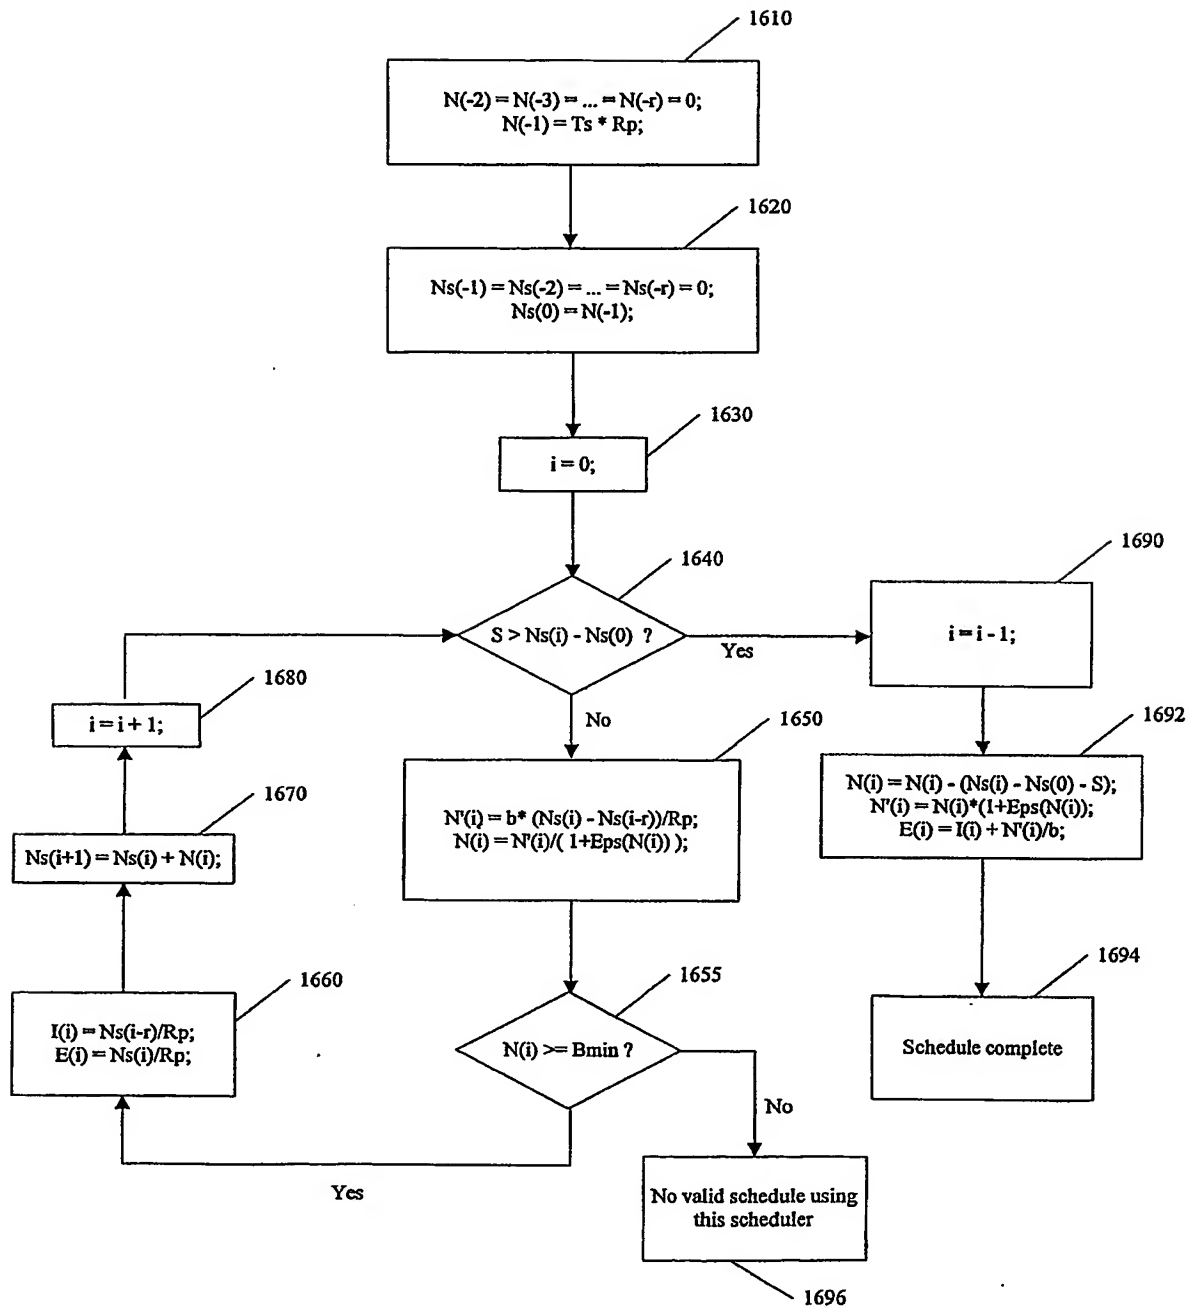 1610
N(-2) = N(-3) = ... = N(-r) = 0;
N(-1) = Ts * Rp;
1620
Ns(-1) = Ns(-2) = ... = Ns(-r) = 0;
Ns(0) = N(-1);
1630
i = 0;
1640
S > Ns(i) - Ns(0) ?
Yes
No
1690
i = i - 1;
1680
i = i + 1;
1650
N'(i) = b* (Ns(i) - Ns(i-r))/Rp;
N(i) = N'(i)/( 1+Eps(N(i)) );
1692
N(i) = N(i) - (Ns(i) - Ns(0) - S);
N'(i) = N(i)*(1+Eps(N(i));
E(i) = I(i) + N'(i)/b;
1670
Ns(i+1) = Ns(i) + N(i);
1660
I(i) = Ns(i-r)/Rp;
E(i) = Ns(i)/Rp;
1655
N(i) >= Bmin ?
Yes
No
1694
Schedule complete
No valid schedule using
this scheduler
1696